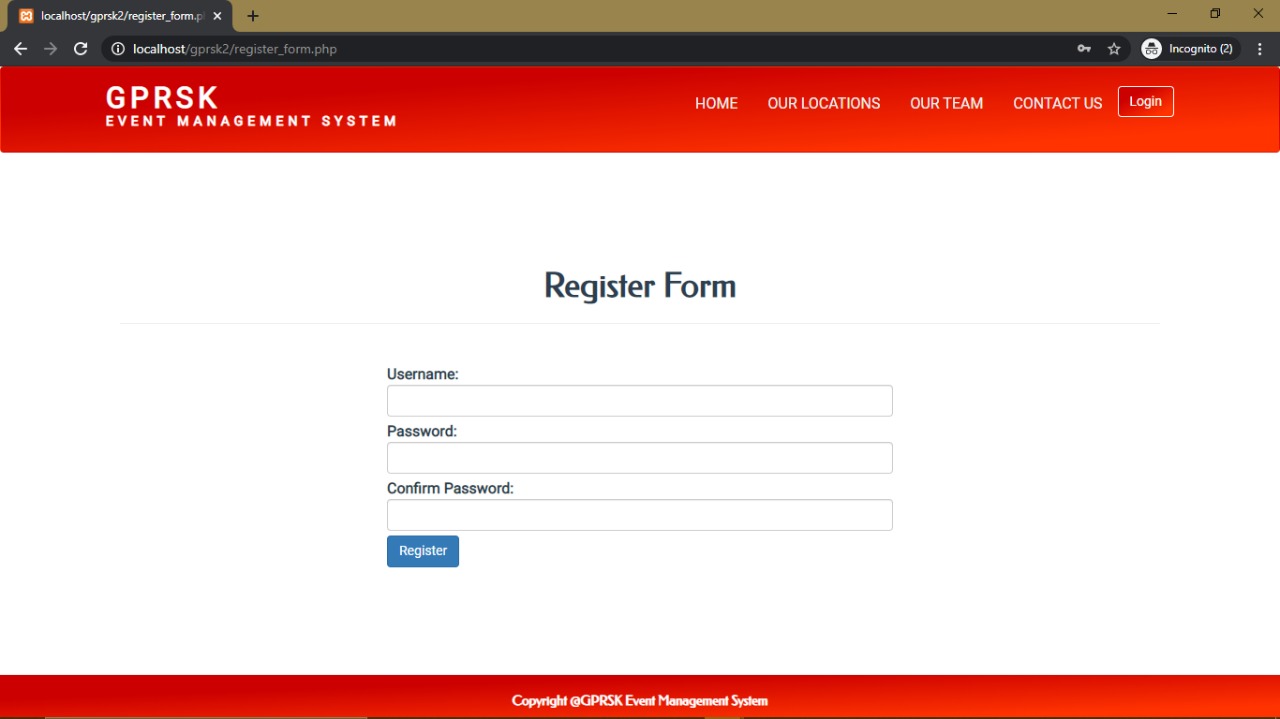 localhost/gprsk2/register_form.p
localhost/gprsk2/register_form.php
Incognito (2)
GPRSK
EVENT MANAGEMENT SYSTEM
HOME
OUR LOCATIONS
OUR TEAM
CONTACT US
Login
Register Form
Username:
Password:
Confirm Password:
Register
Copyright @GPRSK Event Management System